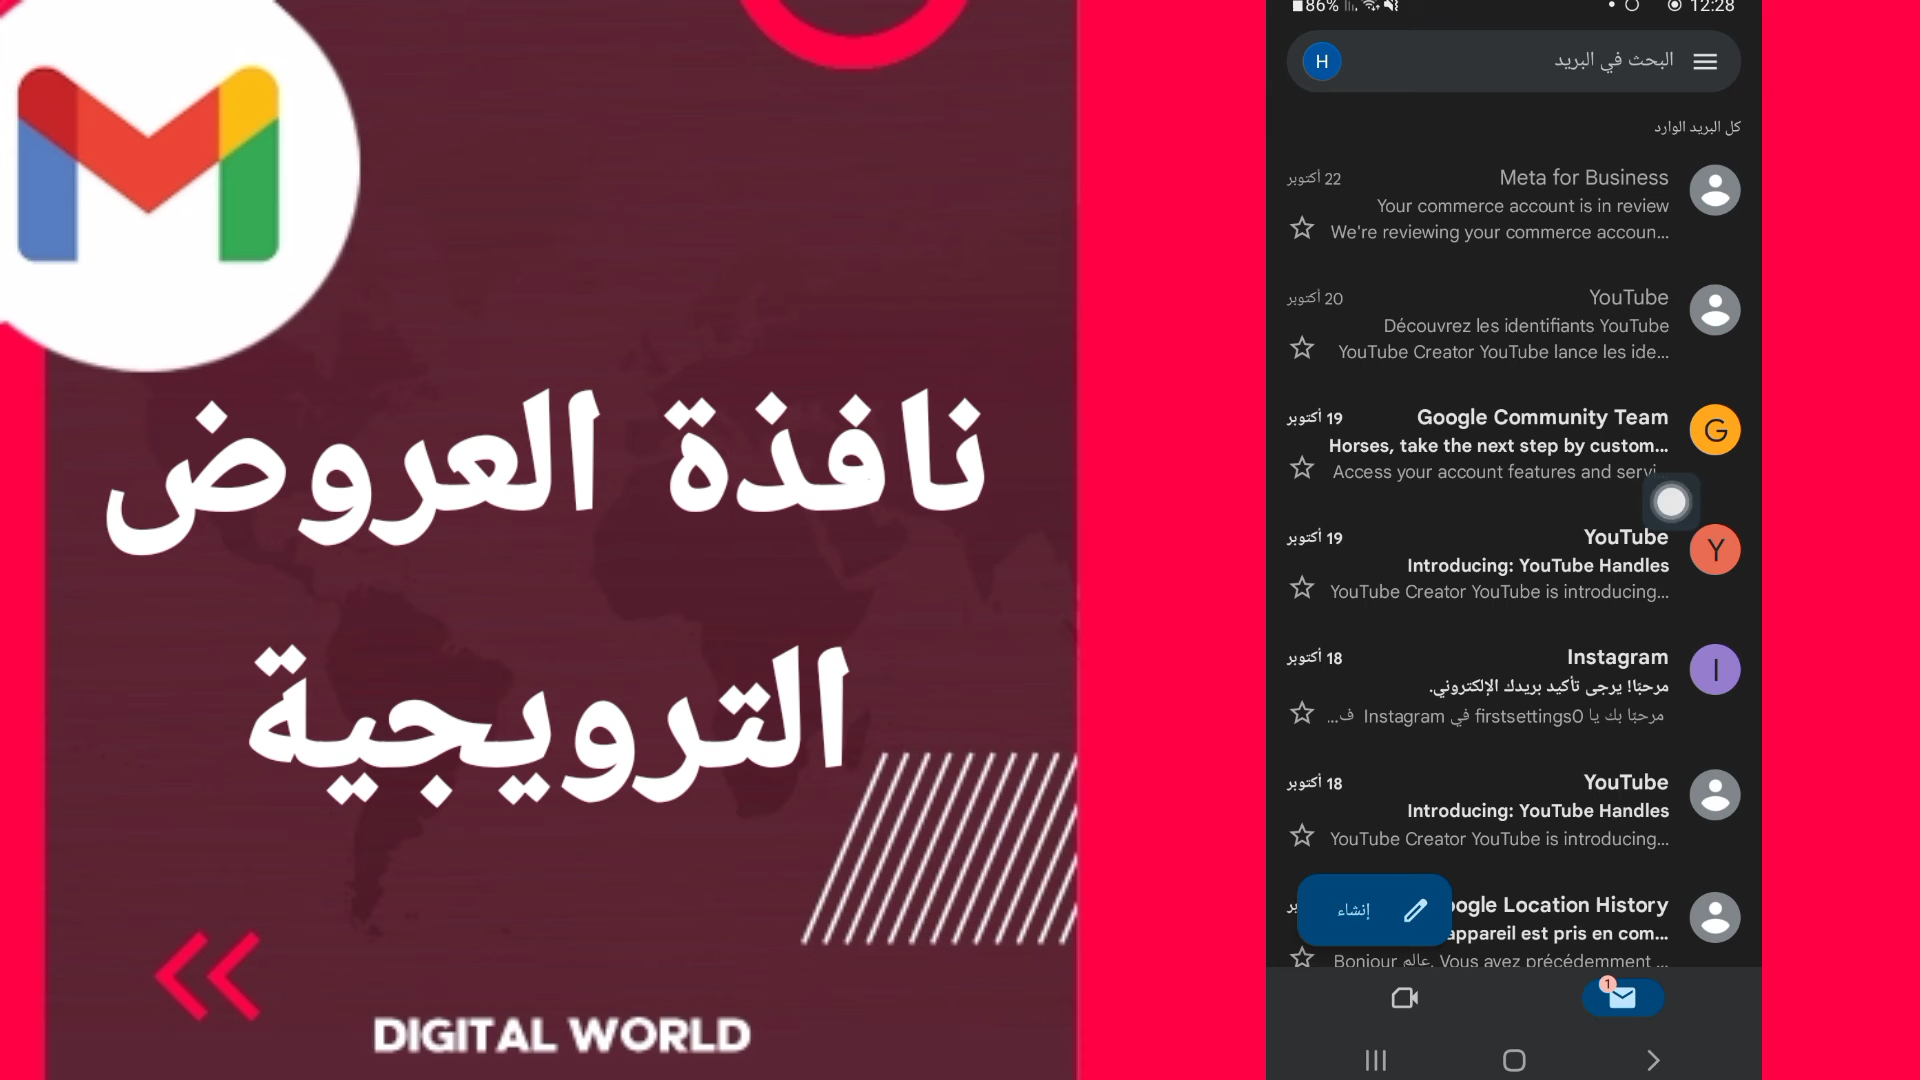 نافذة العروض
الترويجية
DIGITAL WORLD
86%
12:28
البحث في البريد
H
كل البريد الوارد
Meta for Business
22 أكتوبر
Your commerce account is in review
We're reviewing your commerce accoun...
YouTube
20 أكتوبر
Découvrez les identifiants YouTube
YouTube Creator YouTube lance les ide...
G
Google Community Team
19 أكتوبر
Horses, take the next step by custom...
Access your account features and servi
Y
YouTube
19 أكتوبر
Introducing: YouTube Handles
YouTube Creator YouTube is introducing...
I
Instagram
18 أكتوبر
مرحبًا! يرجى تأكيد بريدك الإلكتروني.
مرحبًا بك يا firstsettings0 في Instagram ف...
YouTube
18 أكتوبر
Introducing: YouTube Handles
YouTube Creator YouTube is introducing...
Location History
appareil est pris en com...
Bonjour عالم. Vous avez précédemment ...
إنشاء
1